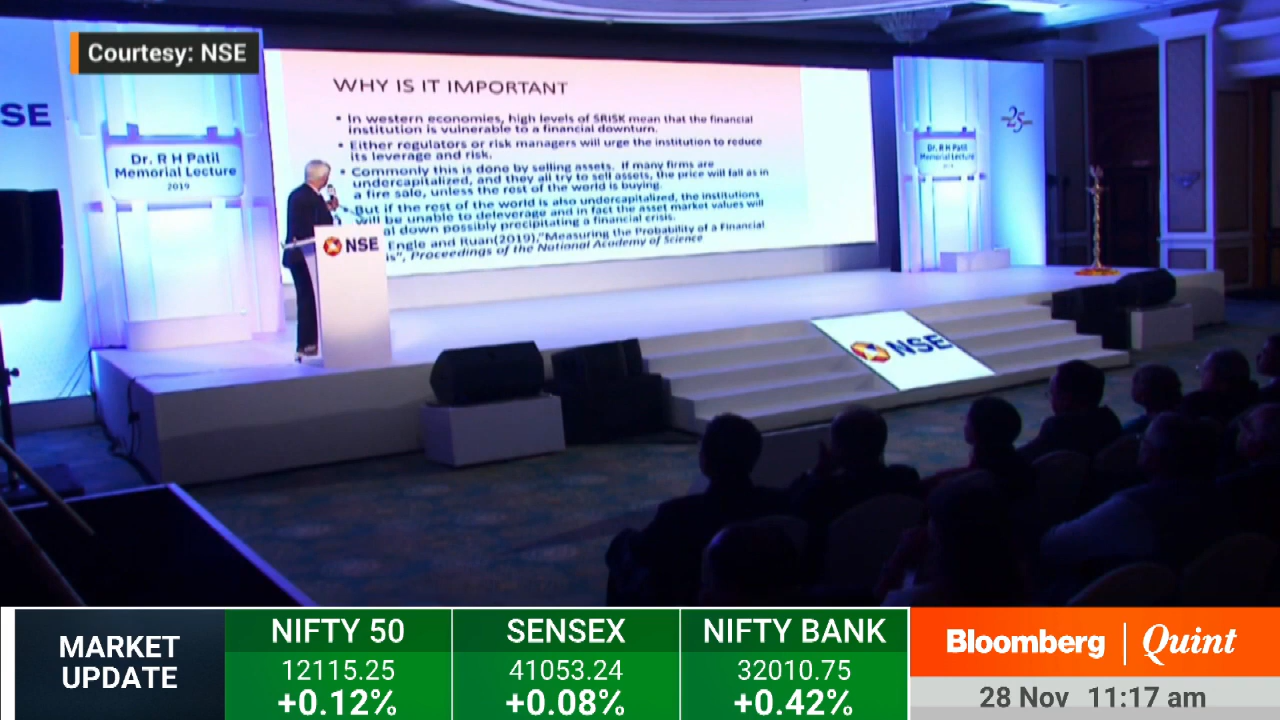 Courtesy: NSE
SE
Dr. R H Patil
Memorial Lecture
2019
WHY IS IT IMPORTANT
• In western economies, high levels of SRISK mean that the financial
institution is vulnerable to a financial downturn.
• Either regulators or risk managers will urge the institution to reduce
its leverage and risk.
• Commonly this is done by selling assets. If many firms are
undercapitalized, and they all try to sell assets, the price will fall as in
a fire sale, unless the rest of the world is buying.
But if the rest of the world is also undercapitalized, the institutions
will be unable to deleverage and in fact the asset market values will
al down possibly precipitating a financial crisis.
Engle and Ruan(2019),"Measuring the Probability of a Financial
is", Proceedings of the National Academy of Science
25
Dr. R H Patil
Memorial Lecture
NSE
NSE
MARKET
UPDATE
NIFTY 50
12115.25
+0.12%
SENSEX
41053.24
+0.08%
NIFTY BANK
32010.75
+0.42%
Bloomberg | Quint
28 Nov 11:17 am